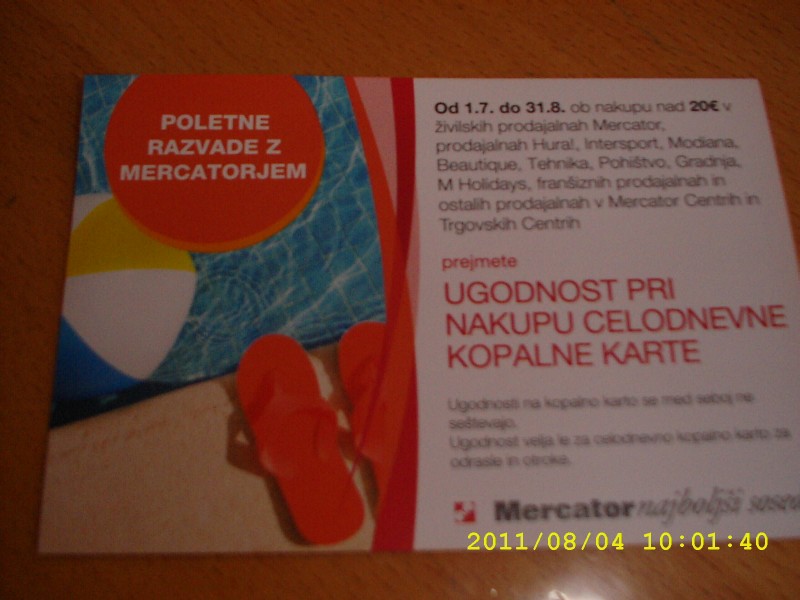 POLETNE
RAZVADE Z
MERCATORJEM
Od 1.7. do 31.8. ob nakupu nad 20€ v
živilskih prodajalnah Mercator,
prodajalnah Hura!, Intersport, Modiana,
Beautique, Tehnika, Pohištvo, Gradnja,
M Holidays, franšiznih prodajalnah in
ostalih prodajalnah v Mercator Centrih in
Trgovskih Centrih
prejmete
UGODNOST PRI
NAKUPU CELODNEVNE
KOPALNE KARTE
Ugodnosti na kopalno karto se med seboj ne
seštevajo.
Ugodnost velja le za celodnevno kopalno karto za
odrasle in otroke.
Mercator najboljši sosed
2011/08/04 10:01:40